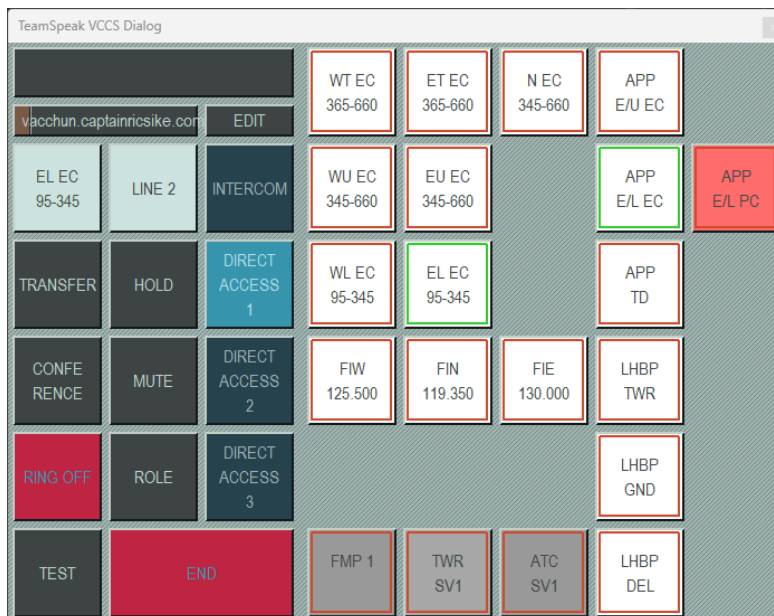 TeamSpeak VCCS Dialog
WT EC
365-660
ET EC
365-660
N EC
345-660
APP
E/U EC
vacchun.captainricsike.com
EDIT
EL EC
95-345
LINE 2
INTERCOM
WU EC
345-660
EU EC
345-660
APP
E/L EC
APP
E/L PC
TRANSFER
HOLD
DIRECT
ACCESS
1
WL EC
95-345
EL EC
95-345
APP
TD
CONFE
RENCE
MUTE
DIRECT
ACCESS
2
FIW
125.500
FIN
119.350
FIE
130.000
LHBP
TWR
RING OFF
ROLE
DIRECT
ACCESS
3
LHBP
GND
TEST
END
FMP 1
TWR
SV1
ATC
SV1
LHBP
DEL